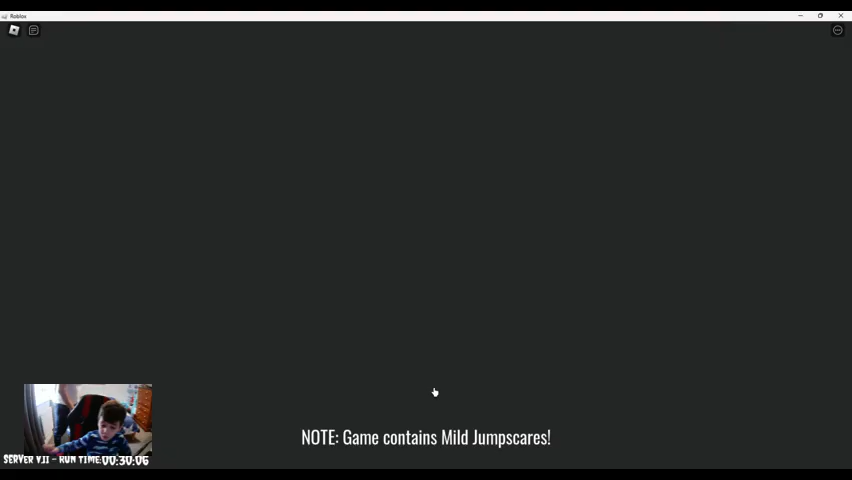 Roblox
NOTE: Game contains Mild Jumpscares!
SERVER V.II - RUN TIME:00:30:06